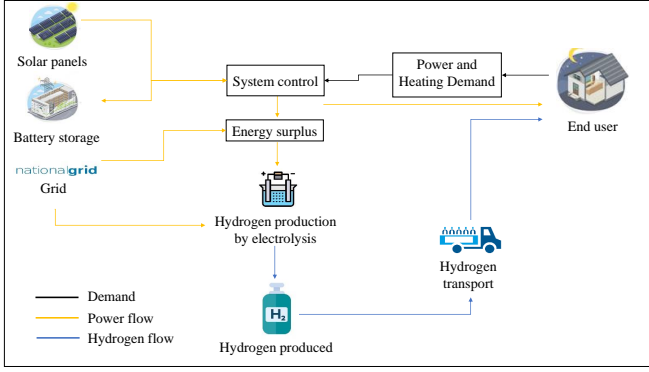 Solar panels
Battery storage
nationalgrid
Grid
System control
Energy surplus
Power and
Heating Demand
End user
+ -
Hydrogen production
by electrolysis
H2
Hydrogen produced
Hydrogen
transport
Demand
Power flow
Hydrogen flow